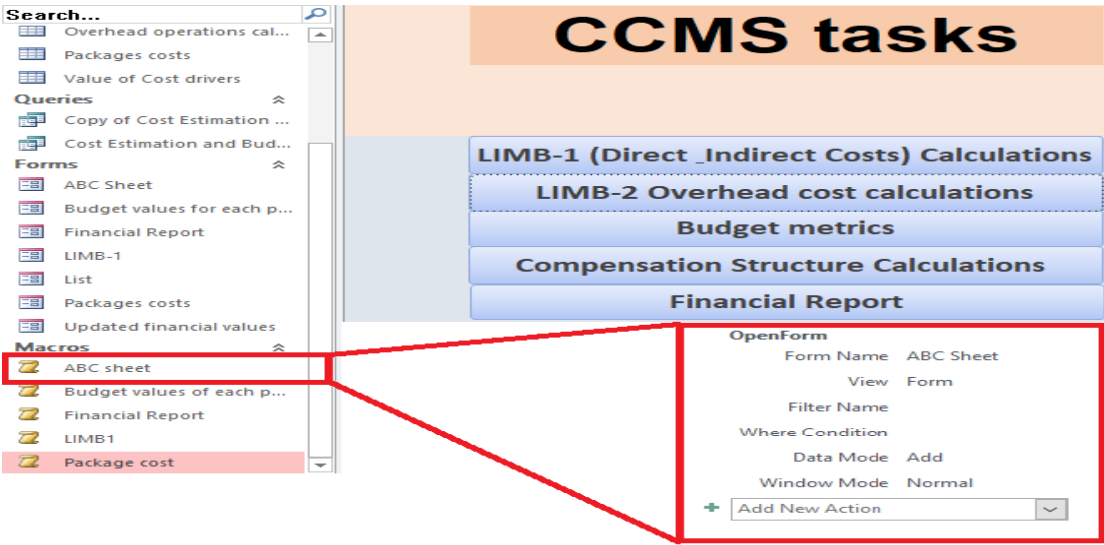 Search...
Overhead operations cal...
Packages costs
Value of Cost drivers
Queries
Copy of Cost Estimation ...
Cost Estimation and Bud...
Forms
ABC Sheet
Budget values for each p...
Financial Report
LIMB-1
List
Packages costs
Updated financial values
Macros
ABC sheet
Budget values of each p...
Financial Report
LIMB1
Package cost
CCMS tasks
LIMB-1 (Direct _Indirect Costs) Calculations
LIMB-2 Overhead cost calculations
Budget metrics
Compensation Structure Calculations
Financial Report
OpenForm
Form Name ABC Sheet
View Form
Filter Name
Where Condition
Data Mode Add
Window Mode Normal
Add New Action